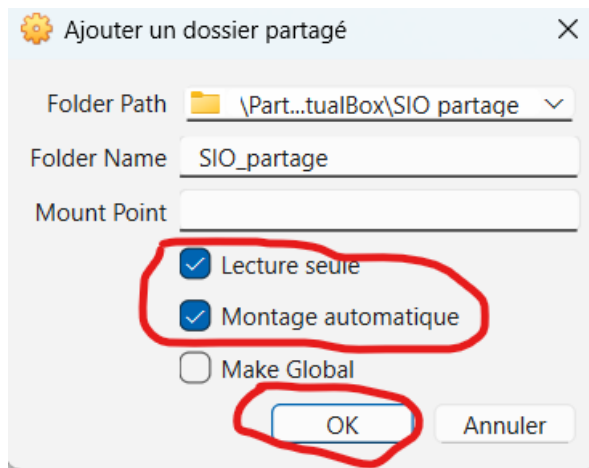 Ajouter un dossier partagé
Folder Path \Part...tualBox\SIO partage
Folder Name SIO_partage
Mount Point
Lecture seule
Montage automatique
Make Global
OK Annuler